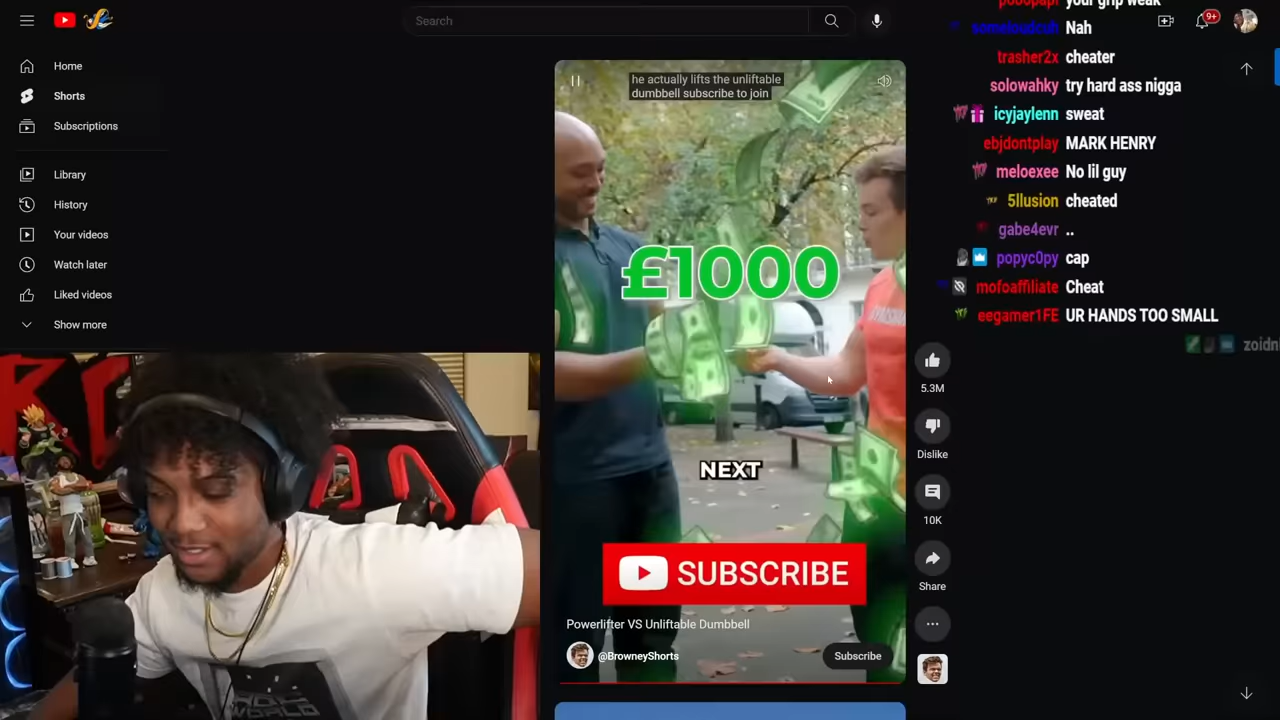 Search
9+
Home
Shorts
Subscriptions
Library
History
Your videos
Watch later
Liked videos
Show more
he actually lifts the unliftable
dumbbell subscribe to join
£1000
NEXT
SUBSCRIBE
Powerlifter VS Unliftable Dumbbell
@BrowneyShorts
Subscribe
5.3M
Dislike
10K
Share
your grip weak
Nah
trasher2x cheater
solowahky try hard ass nigga
icyjaylenn sweat
ebjdontplay MARK HENRY
meloexee No lil guy
5llusion cheated
gabe4evr ..
popyc0py cap
mofoaffiliate Cheat
eegamer1FE UR HANDS TOO SMALL
WORLD